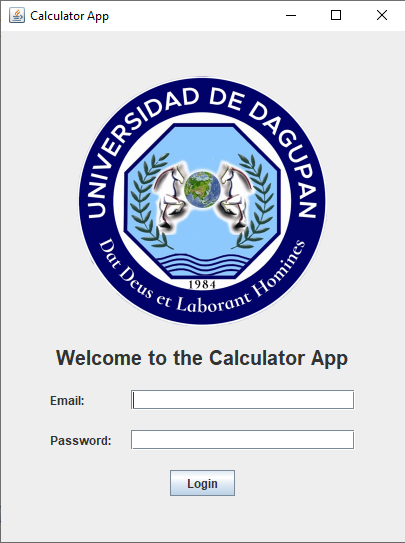 Calculator App
UNIVERSIDAD DE DAGUPAN
1984
Dat Deus et Laborant Homines
Welcome to the Calculator App
Email:
Password:
Login